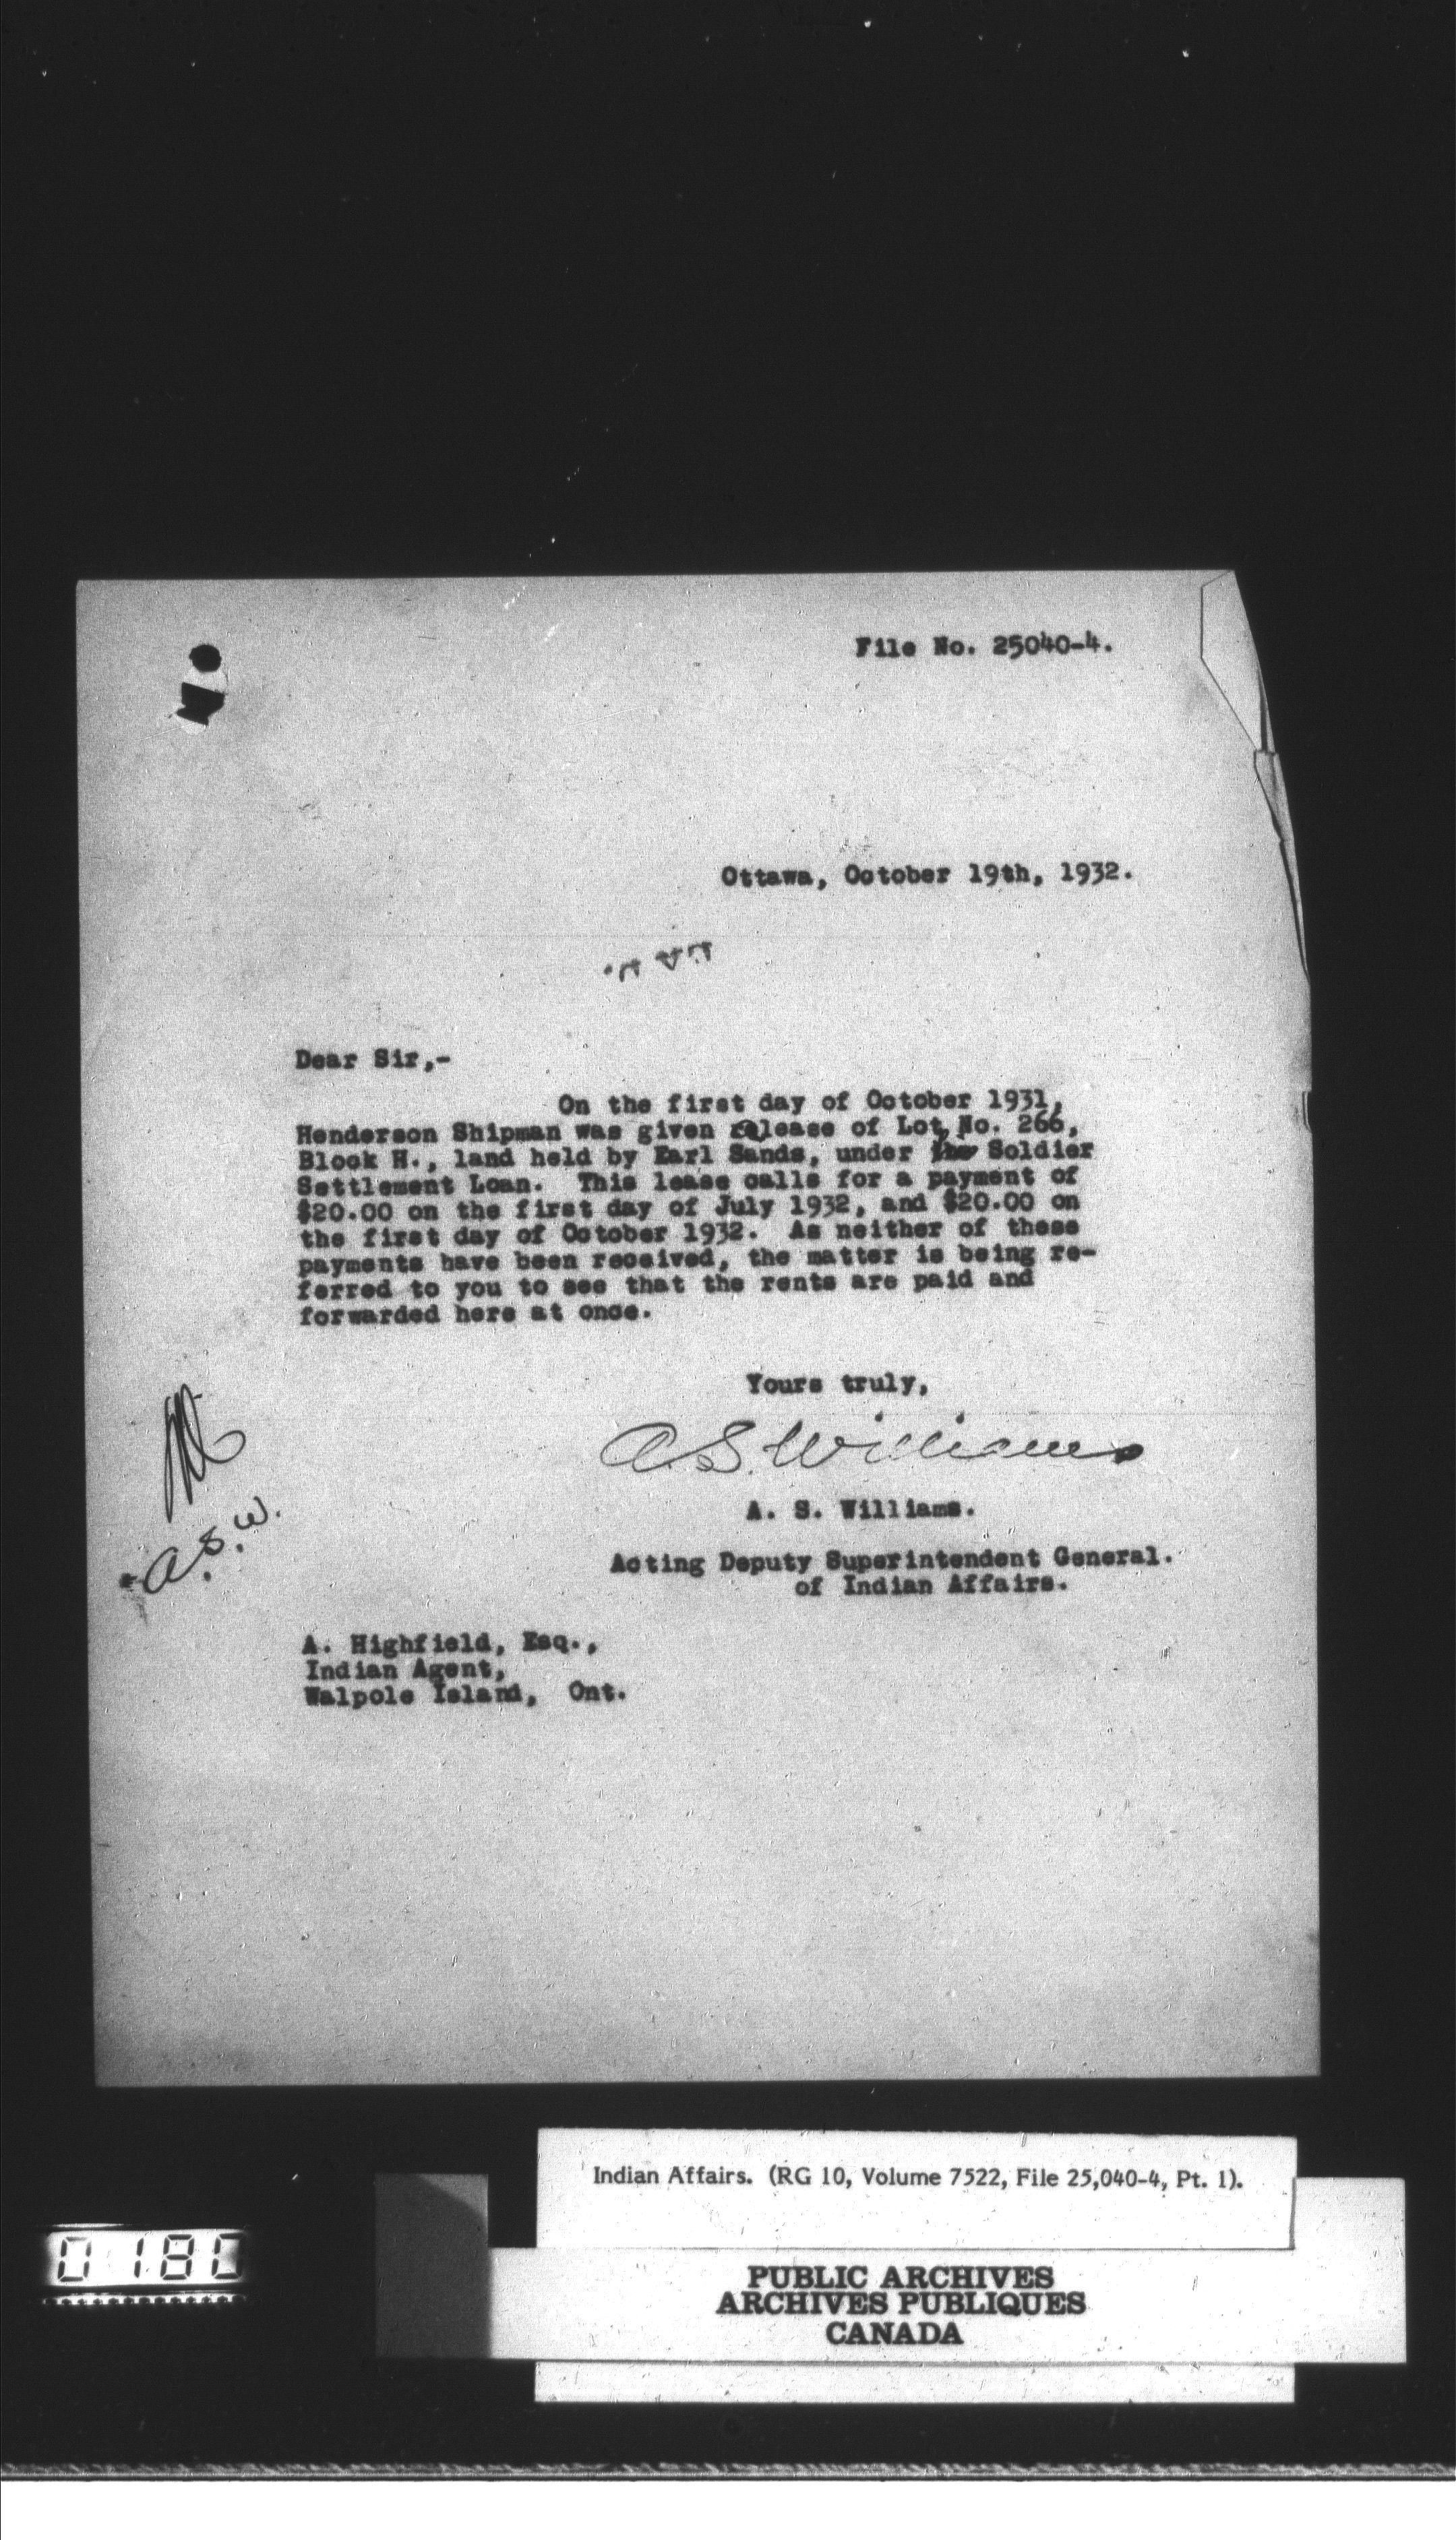 File No. 25040-4.
Ottawa, October 19th, 1932.
Dear Sir,-
On the first day of October 1931,
Henderson Shipman was given a lease of Lot, No. 266,
Block H., land held by Earl Sands, under the Soldier
Settlement Loan. This lease calls for a payment of
$20.00 on the first day of July 1932, and $20.00 on
the first day of October 1932. As neither of these
payments have been received, the matter is being re-
ferred to you to see that the rents are paid and
forwarded here at once.
Yours truly,
A.S. Williams
A. S. Williams.
Acting Deputy Superintendent General.
of Indian Affairs.
A.S.W.
A. Highfield, Esq.,
Indian Agent,
Walpole Island, Ont.
Indian Affairs. (RG 10, Volume 7522, File 25,040-4, Pt. 1).
0180
PUBLIC ARCHIVES
ARCHIVES PUBLIQUES
CANADA